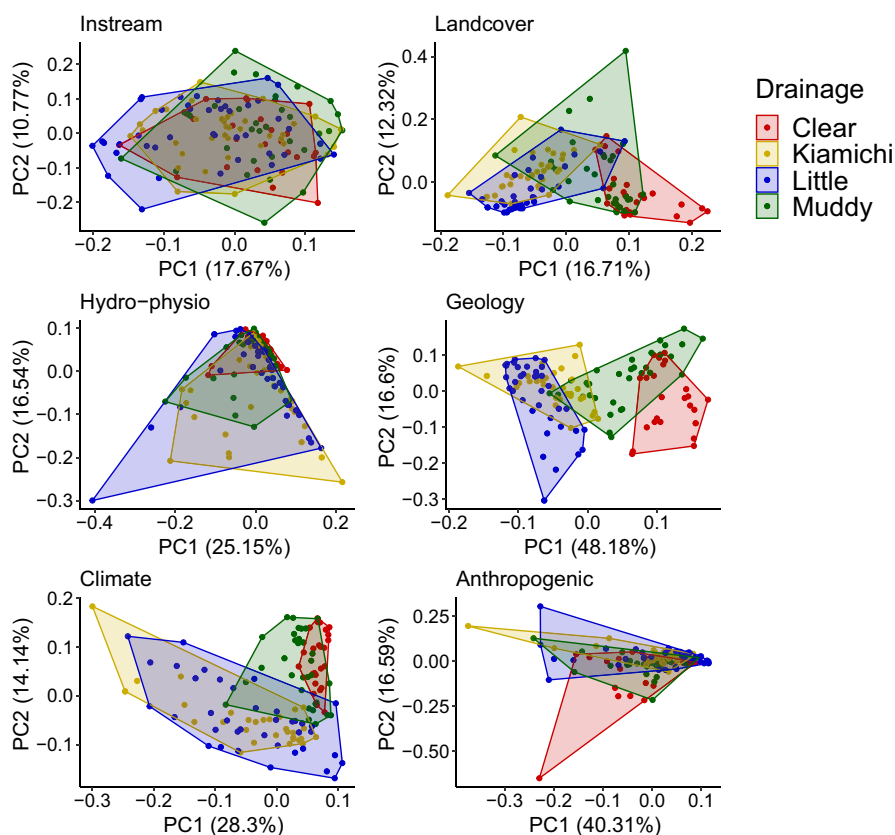 Instream
0.2
0.1
0.0
−0.1
−0.2
PC2 (10.77%)
−0.2
−0.1
0.0
0.1
PC1 (17.67%)
Landcover
0.4
0.2
0.0
PC2 (12.32%)
−0.2
−0.1
0.0
0.1
0.2
PC1 (16.71%)
Drainage
Clear
Kiamichi
Little
Muddy
Hydro−physio
0.1
0.0
−0.1
−0.2
−0.3
PC2 (16.54%)
−0.4
−0.2
0.0
0.2
PC1 (25.15%)
Geology
0.1
0.0
−0.1
−0.2
−0.3
PC2 (16.6%)
−0.2
−0.1
0.0
0.1
PC1 (48.18%)
Climate
0.2
0.1
0.0
−0.1
PC2 (14.14%)
−0.3
−0.2
−0.1
0.0
0.1
PC1 (28.3%)
Anthropogenic
0.25
0.00
−0.25
−0.50
PC2 (16.59%)
−0.3
−0.2
−0.1
0.0
0.1
PC1 (40.31%)